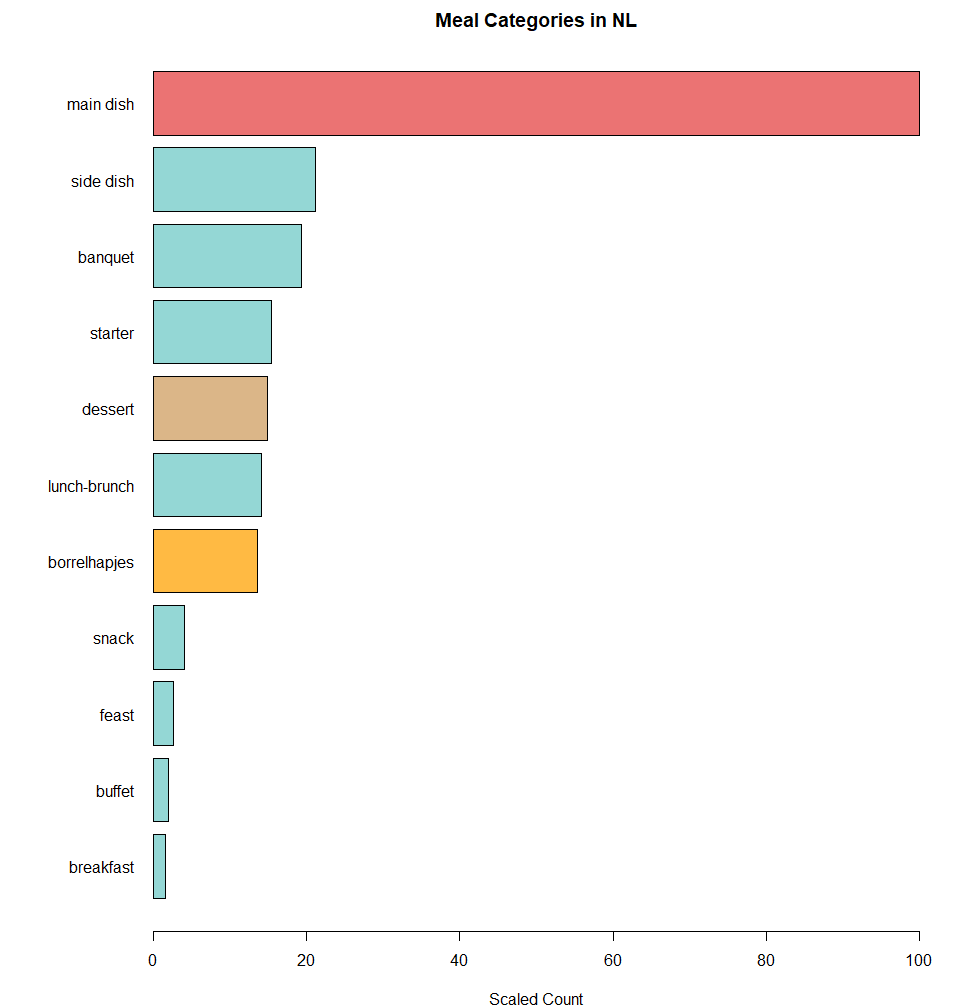 Meal Categories in NL
main dish
side dish
banquet
starter
dessert
lunch-brunch
borrelhapjes
snack
feast
buffet
breakfast
0 20 40 60 80 100
Scaled Count